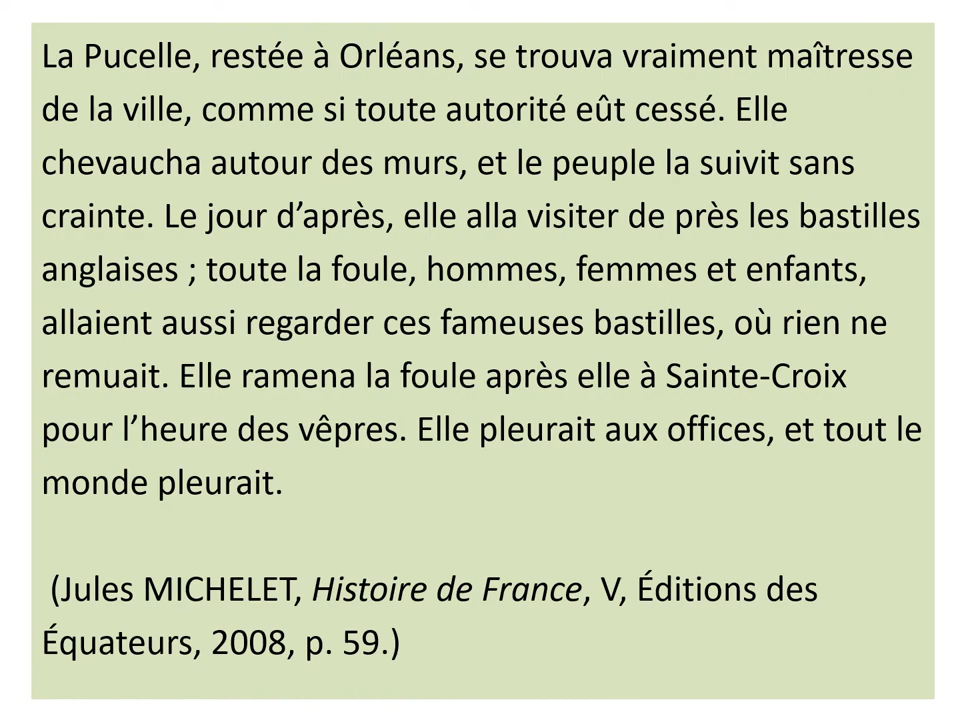 La Pucelle, restée à Orléans, se trouva vraiment maîtresse
de la ville, comme si toute autorité eût cessé. Elle
chevaucha autour des murs, et le peuple la suivit sans
crainte. Le jour d’après, elle alla visiter de près les bastilles
anglaises ; toute la foule, hommes, femmes et enfants,
allaient aussi regarder ces fameuses bastilles, où rien ne
remuait. Elle ramena la foule après elle à Sainte-Croix
pour l’heure des vêpres. Elle pleurait aux offices, et tout le
monde pleurait.
(Jules MICHELET, Histoire de France, V, Éditions des
Équateurs, 2008, p. 59.)